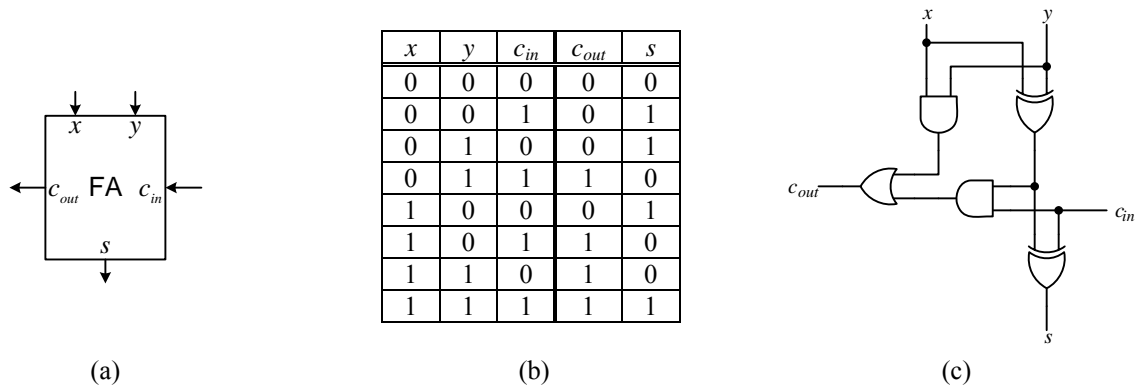 x y
c_out FA c_in
s
(a)
x y c_in c_out s
0 0 0 0 0
0 0 1 0 1
0 1 0 0 1
0 1 1 1 0
1 0 0 0 1
1 0 1 1 0
1 1 0 1 0
1 1 1 1 1
(b)
x y
c_out
c_in
s
(c)